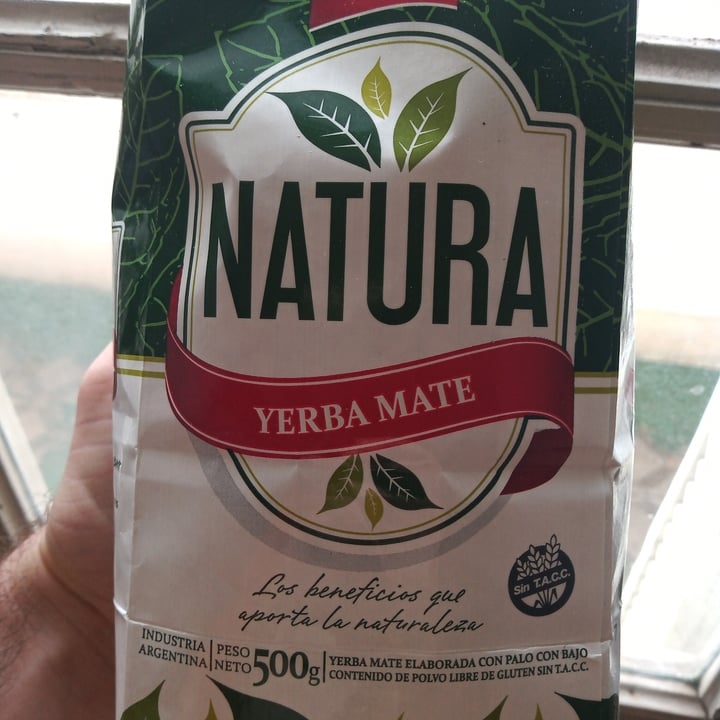 NATURA
YERBA MATE
Los beneficios que
aporta la naturaleza
Sin T.A.C.C.
INDUSTRIA
ARGENTINA
PESO
NETO 500g
YERBA MATE ELABORADA CON PALO CON BAJO
CONTENIDO DE POLVO LIBRE DE GLUTEN SIN T.A.C.C.